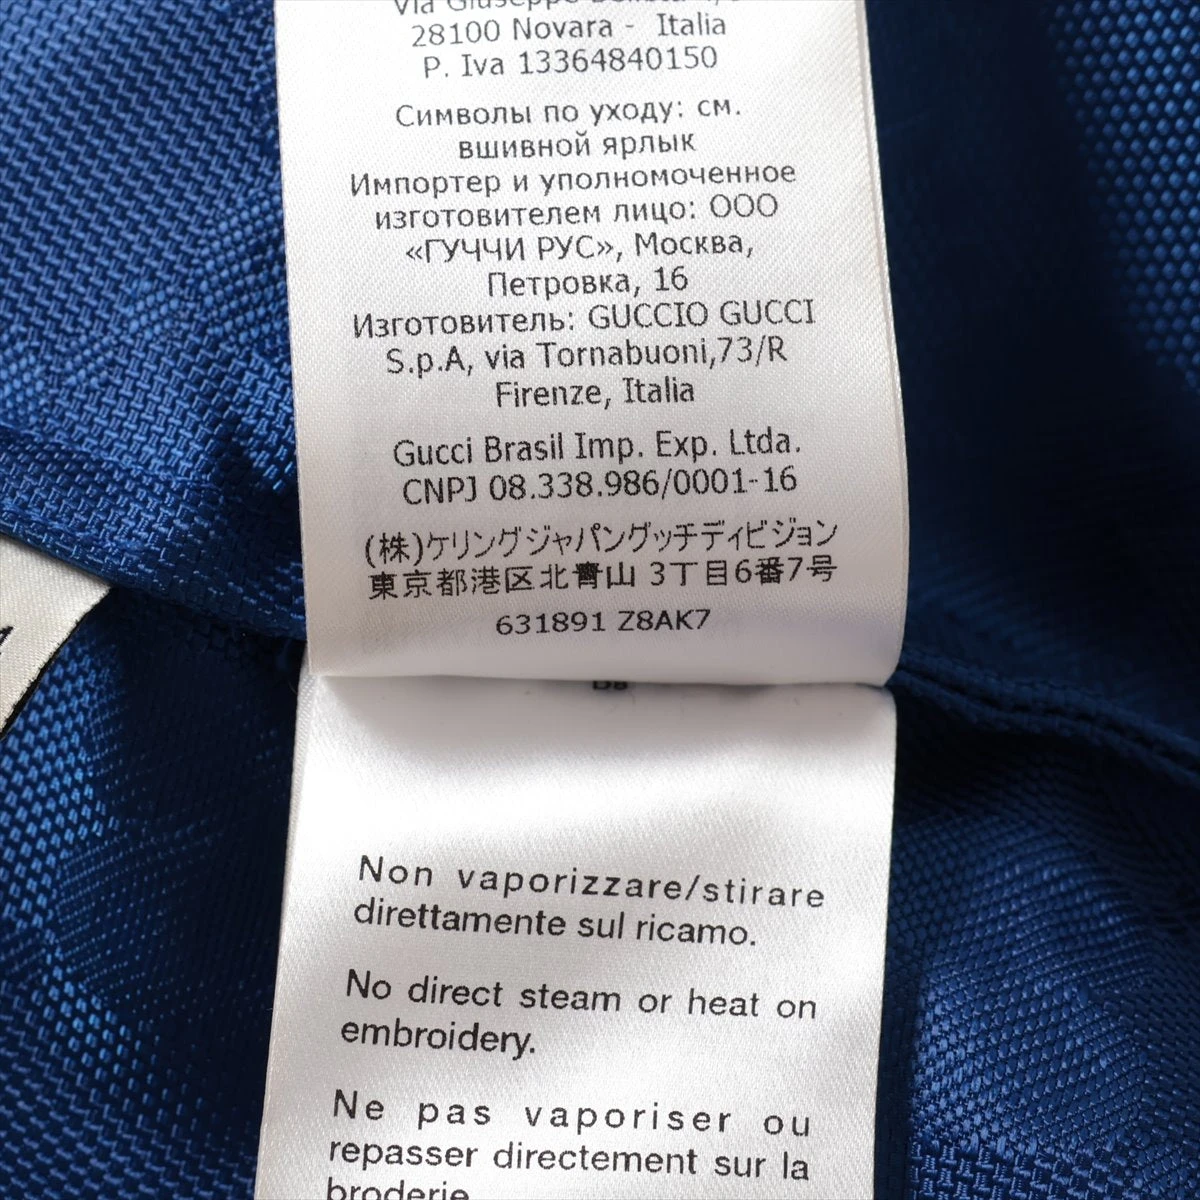 28100 Novara - Italia
P. Iva 13364840150
Символы по уходу: см.
вшивной ярлык
Импортер и уполномоченное
изготовителем лицо: ООО
«ГУЧЧИ РУС», Москва,
Петровка, 16
Изготовитель: GUCCIO GUCCI
S.p.A, via Tornabuoni,73/R
Firenze, Italia
Gucci Brasil Imp. Exp. Ltda.
CNPJ 08.338.986/0001-16
(株)ケリングジャパングッチディビジョン
東京都港区北青山 3丁目6番7号
631891 Z8AK7
Non vaporizzare/stirare
direttamente sul ricamo.
No direct steam or heat on
embroidery.
Ne pas vaporiser ou
repasser directement sur la
broderie.